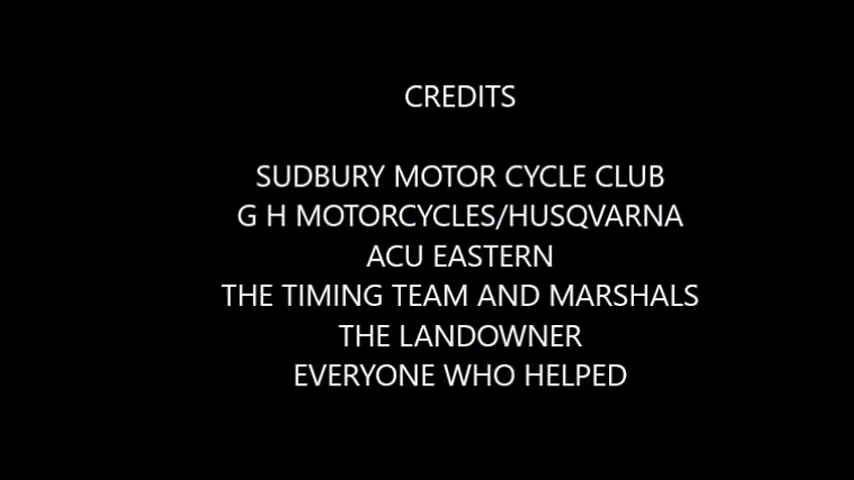 CREDITS
SUDBURY MOTOR CYCLE CLUB
G H MOTORCYCLES/HUSQVARNA
ACU EASTERN
THE TIMING TEAM AND MARSHALS
THE LANDOWNER
EVERYONE WHO HELPED